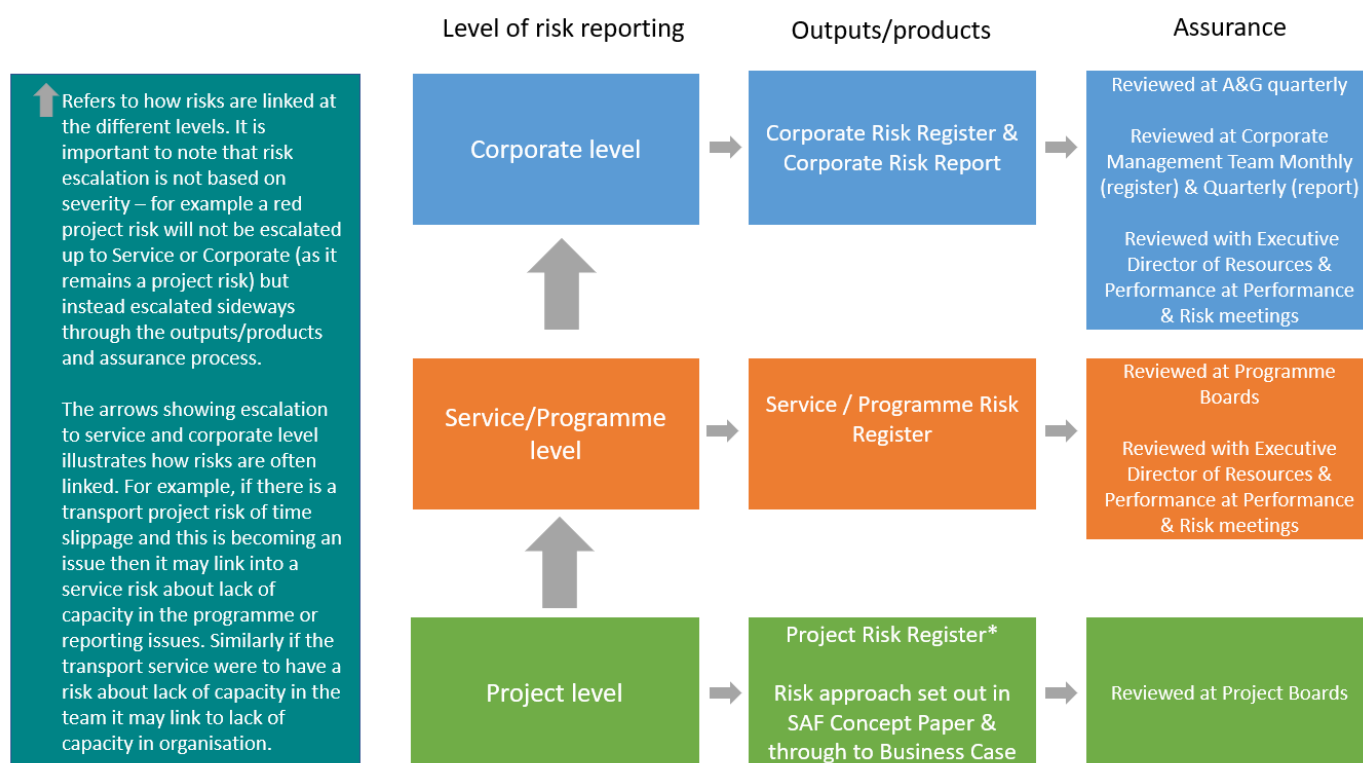 Level of risk reporting
Outputs/products
Assurance
Refers to how risks are linked at
the different levels. It is
important to note that risk
escalation is not based on
severity – for example a red
project risk will not be escalated
up to Service or Corporate (as it
remains a project risk) but
instead escalated sideways
through the outputs/products
and assurance process.
The arrows showing escalation
to service and corporate level
illustrates how risks are often
linked. For example, if there is a
transport project risk of time
slippage and this is becoming an
issue then it may link into a
service risk about lack of
capacity in the programme or
reporting issues. Similarly if the
transport service were to have a
risk about lack of capacity in the
team it may link to lack of
capacity in organisation.
Corporate level
Corporate Risk Register &
Corporate Risk Report
Reviewed at A&G quarterly
Reviewed at Corporate
Management Team Monthly
(register) & Quarterly (report)
Reviewed with Executive
Director of Resources &
Performance at Performance
& Risk meetings
Service/Programme
level
Service / Programme Risk
Register
Reviewed at Programme
Boards
Reviewed with Executive
Director of Resources &
Performance at Performance
& Risk meetings
Project level
Project Risk Register*
Risk approach set out in
SAF Concept Paper &
through to Business Case
Reviewed at Project Boards